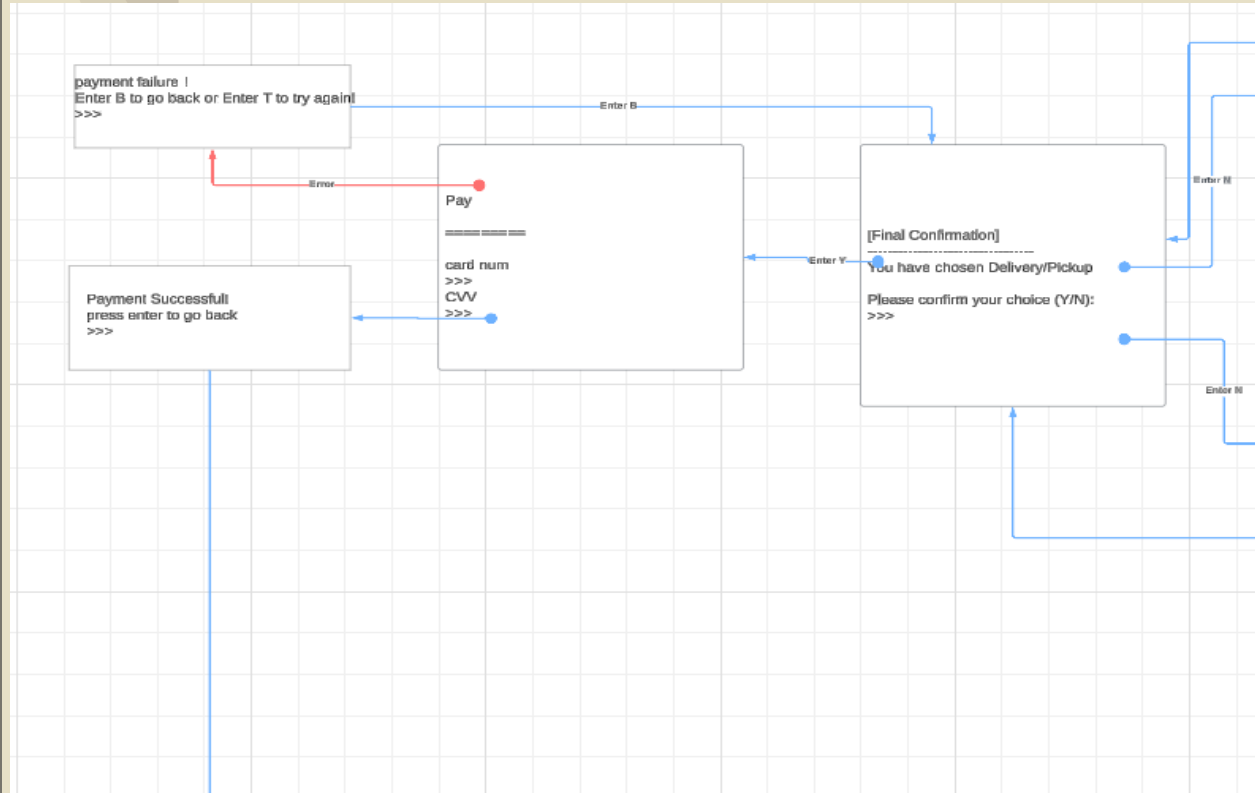 payment failure !
Enter B to go back or Enter T to try again!
>>>
Enter B
Error
Pay
=========
card num
>>>
CVV
>>>
Payment Successful!
press enter to go back
>>>
Enter Y
[Final Confirmation]
------------------------------
You have chosen Delivery/Pickup
Please confirm your choice (Y/N):
>>>
Enter N
Enter N